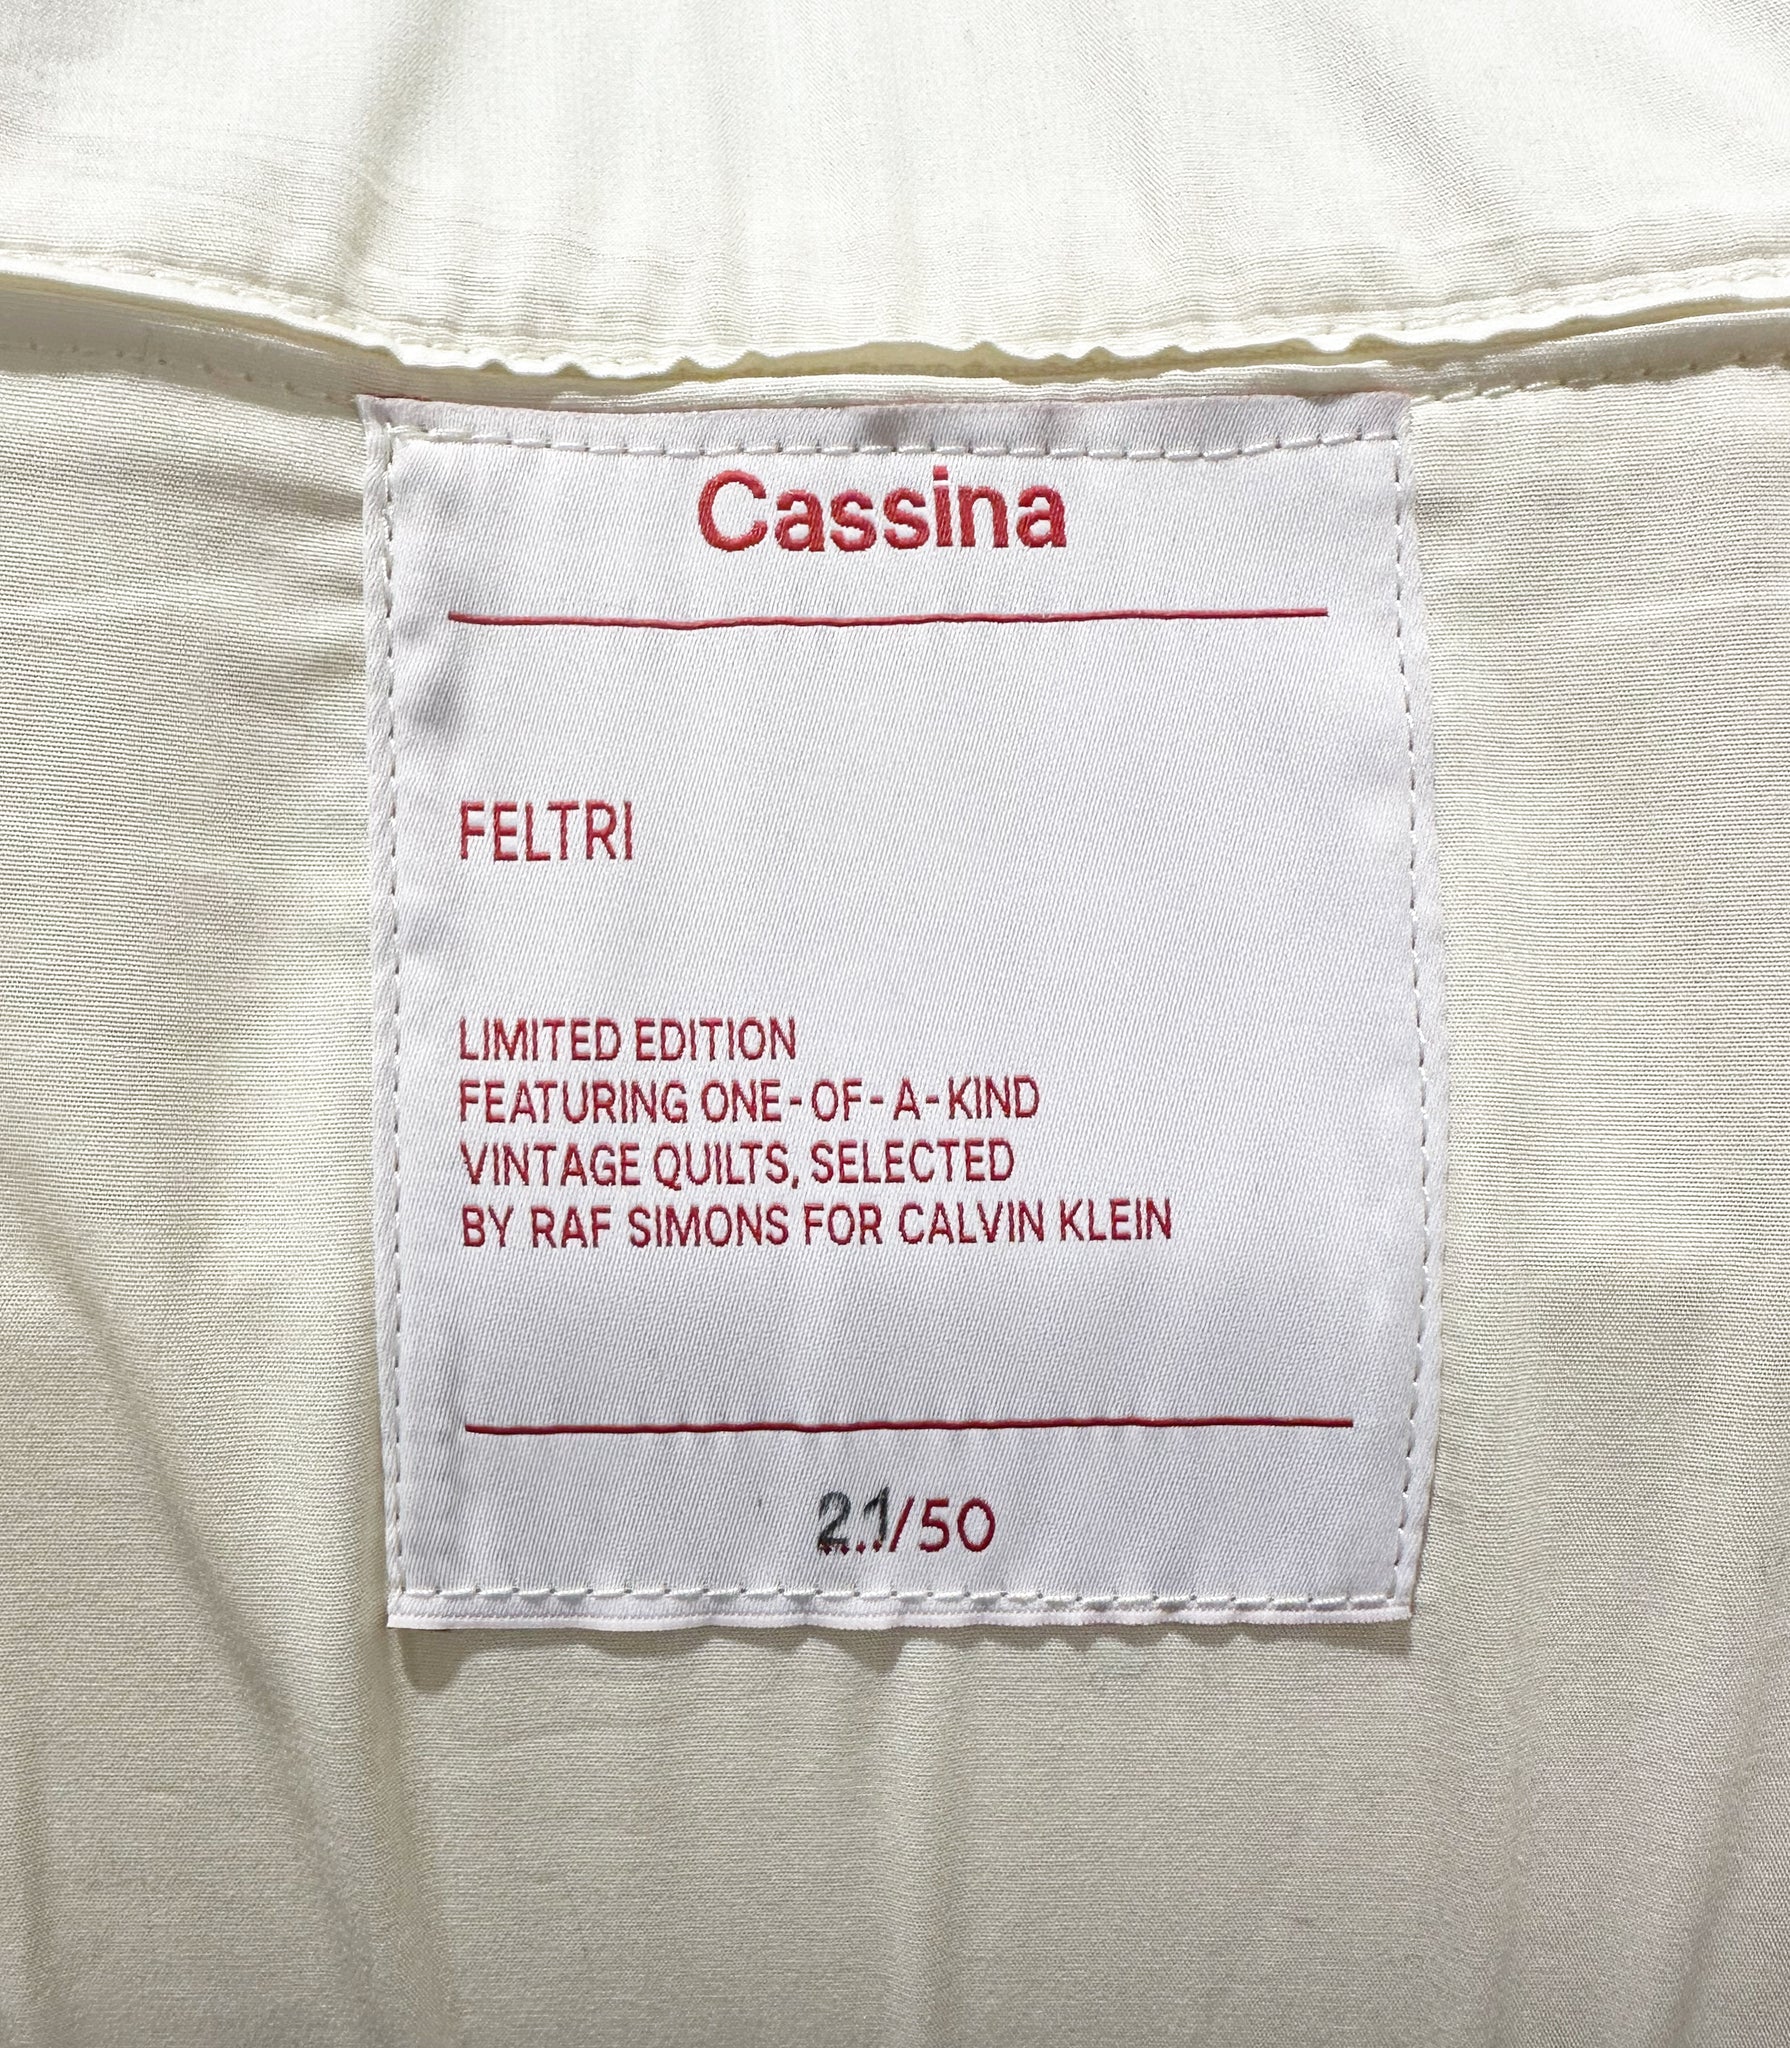 Cassina
FELTRI
LIMITED EDITION
FEATURING ONE-OF-A-KIND
VINTAGE QUILTS, SELECTED
BY RAF SIMONS FOR CALVIN KLEIN
21/50